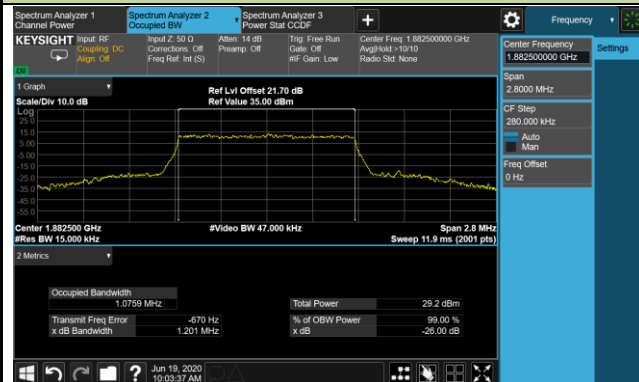 Spectrum Analyzer 1
Channel Power
Spectrum Analyzer 2
Occupied BW
Spectrum Analyzer 3
Power Stat CCDF
Frequency
KEYSIGHT
Input: RF
Coupling: DC
Align: Off
Input Z: 50 Ω
Corrections: Off
Freq Ref: Int (S)
Atten: 14 dB
Preamp: Off
Trig: Free Run
Gate: Off
#IF Gain: Low
Center Freq: 1.882500000 GHz
Avg|Hold:>10/10
Radio Std: None
LXI
Center Frequency
1.882500000 GHz
Settings
Span
2.8000 MHz
CF Step
280.000 kHz
Auto
Man
Freq Offset
0 Hz
1 Graph
Scale/Div 10.0 dB
Ref Lvl Offset 21.70 dB
Ref Value 35.00 dBm
Log
25.0
15.0
5.00
-5.00
-15.0
-25.0
-35.0
-45.0
-55.0
Center 1.882500 GHz
#Res BW 15.000 kHz
#Video BW 47.000 kHz
Span 2.8 MHz
Sweep 11.9 ms (2001 pts)
2 Metrics
Occupied Bandwidth
1.0759 MHz
Total Power 29.2 dBm
Transmit Freq Error -670 Hz
% of OBW Power 99.00 %
x dB Bandwidth 1.201 MHz
x dB -26.00 dB
Jun 19, 2020
10:03:37 AM